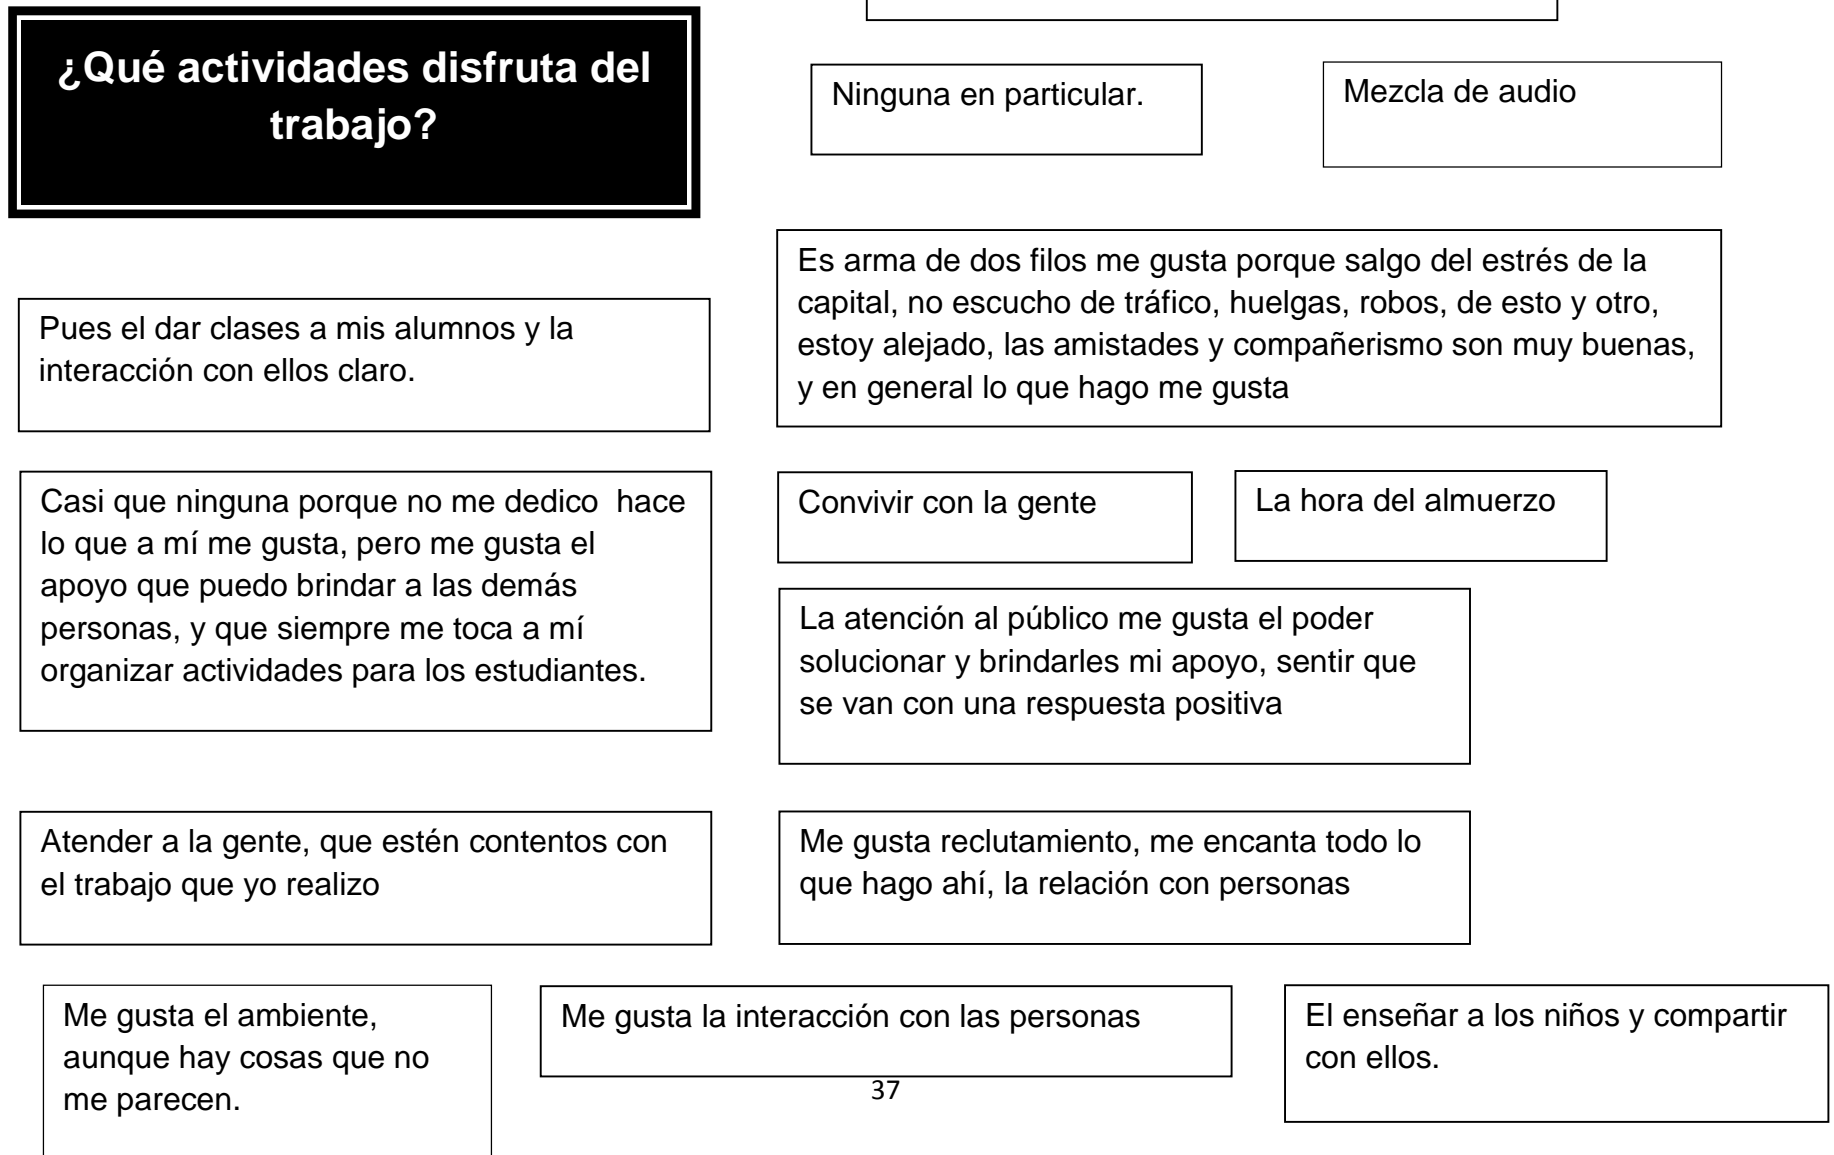 ¿Qué actividades disfruta del
trabajo?
Ninguna en particular.
Mezcla de audio
Es arma de dos filos me gusta porque salgo del estrés de la
capital, no escucho de tráfico, huelgas, robos, de esto y otro,
estoy alejado, las amistades y compañerismo son muy buenas,
y en general lo que hago me gusta
Pues el dar clases a mis alumnos y la
interacción con ellos claro.
Casi que ninguna porque no me dedico  hace
lo que a mí me gusta, pero me gusta el
apoyo que puedo brindar a las demás
personas, y que siempre me toca a mí
organizar actividades para los estudiantes.
Convivir con la gente
La hora del almuerzo
La atención al público me gusta el poder
solucionar y brindarles mi apoyo, sentir que
se van con una respuesta positiva
Atender a la gente, que estén contentos con
el trabajo que yo realizo
Me gusta reclutamiento, me encanta todo lo
que hago ahí, la relación con personas
Me gusta el ambiente,
aunque hay cosas que no
me parecen.
Me gusta la interacción con las personas
El enseñar a los niños y compartir
con ellos.
37